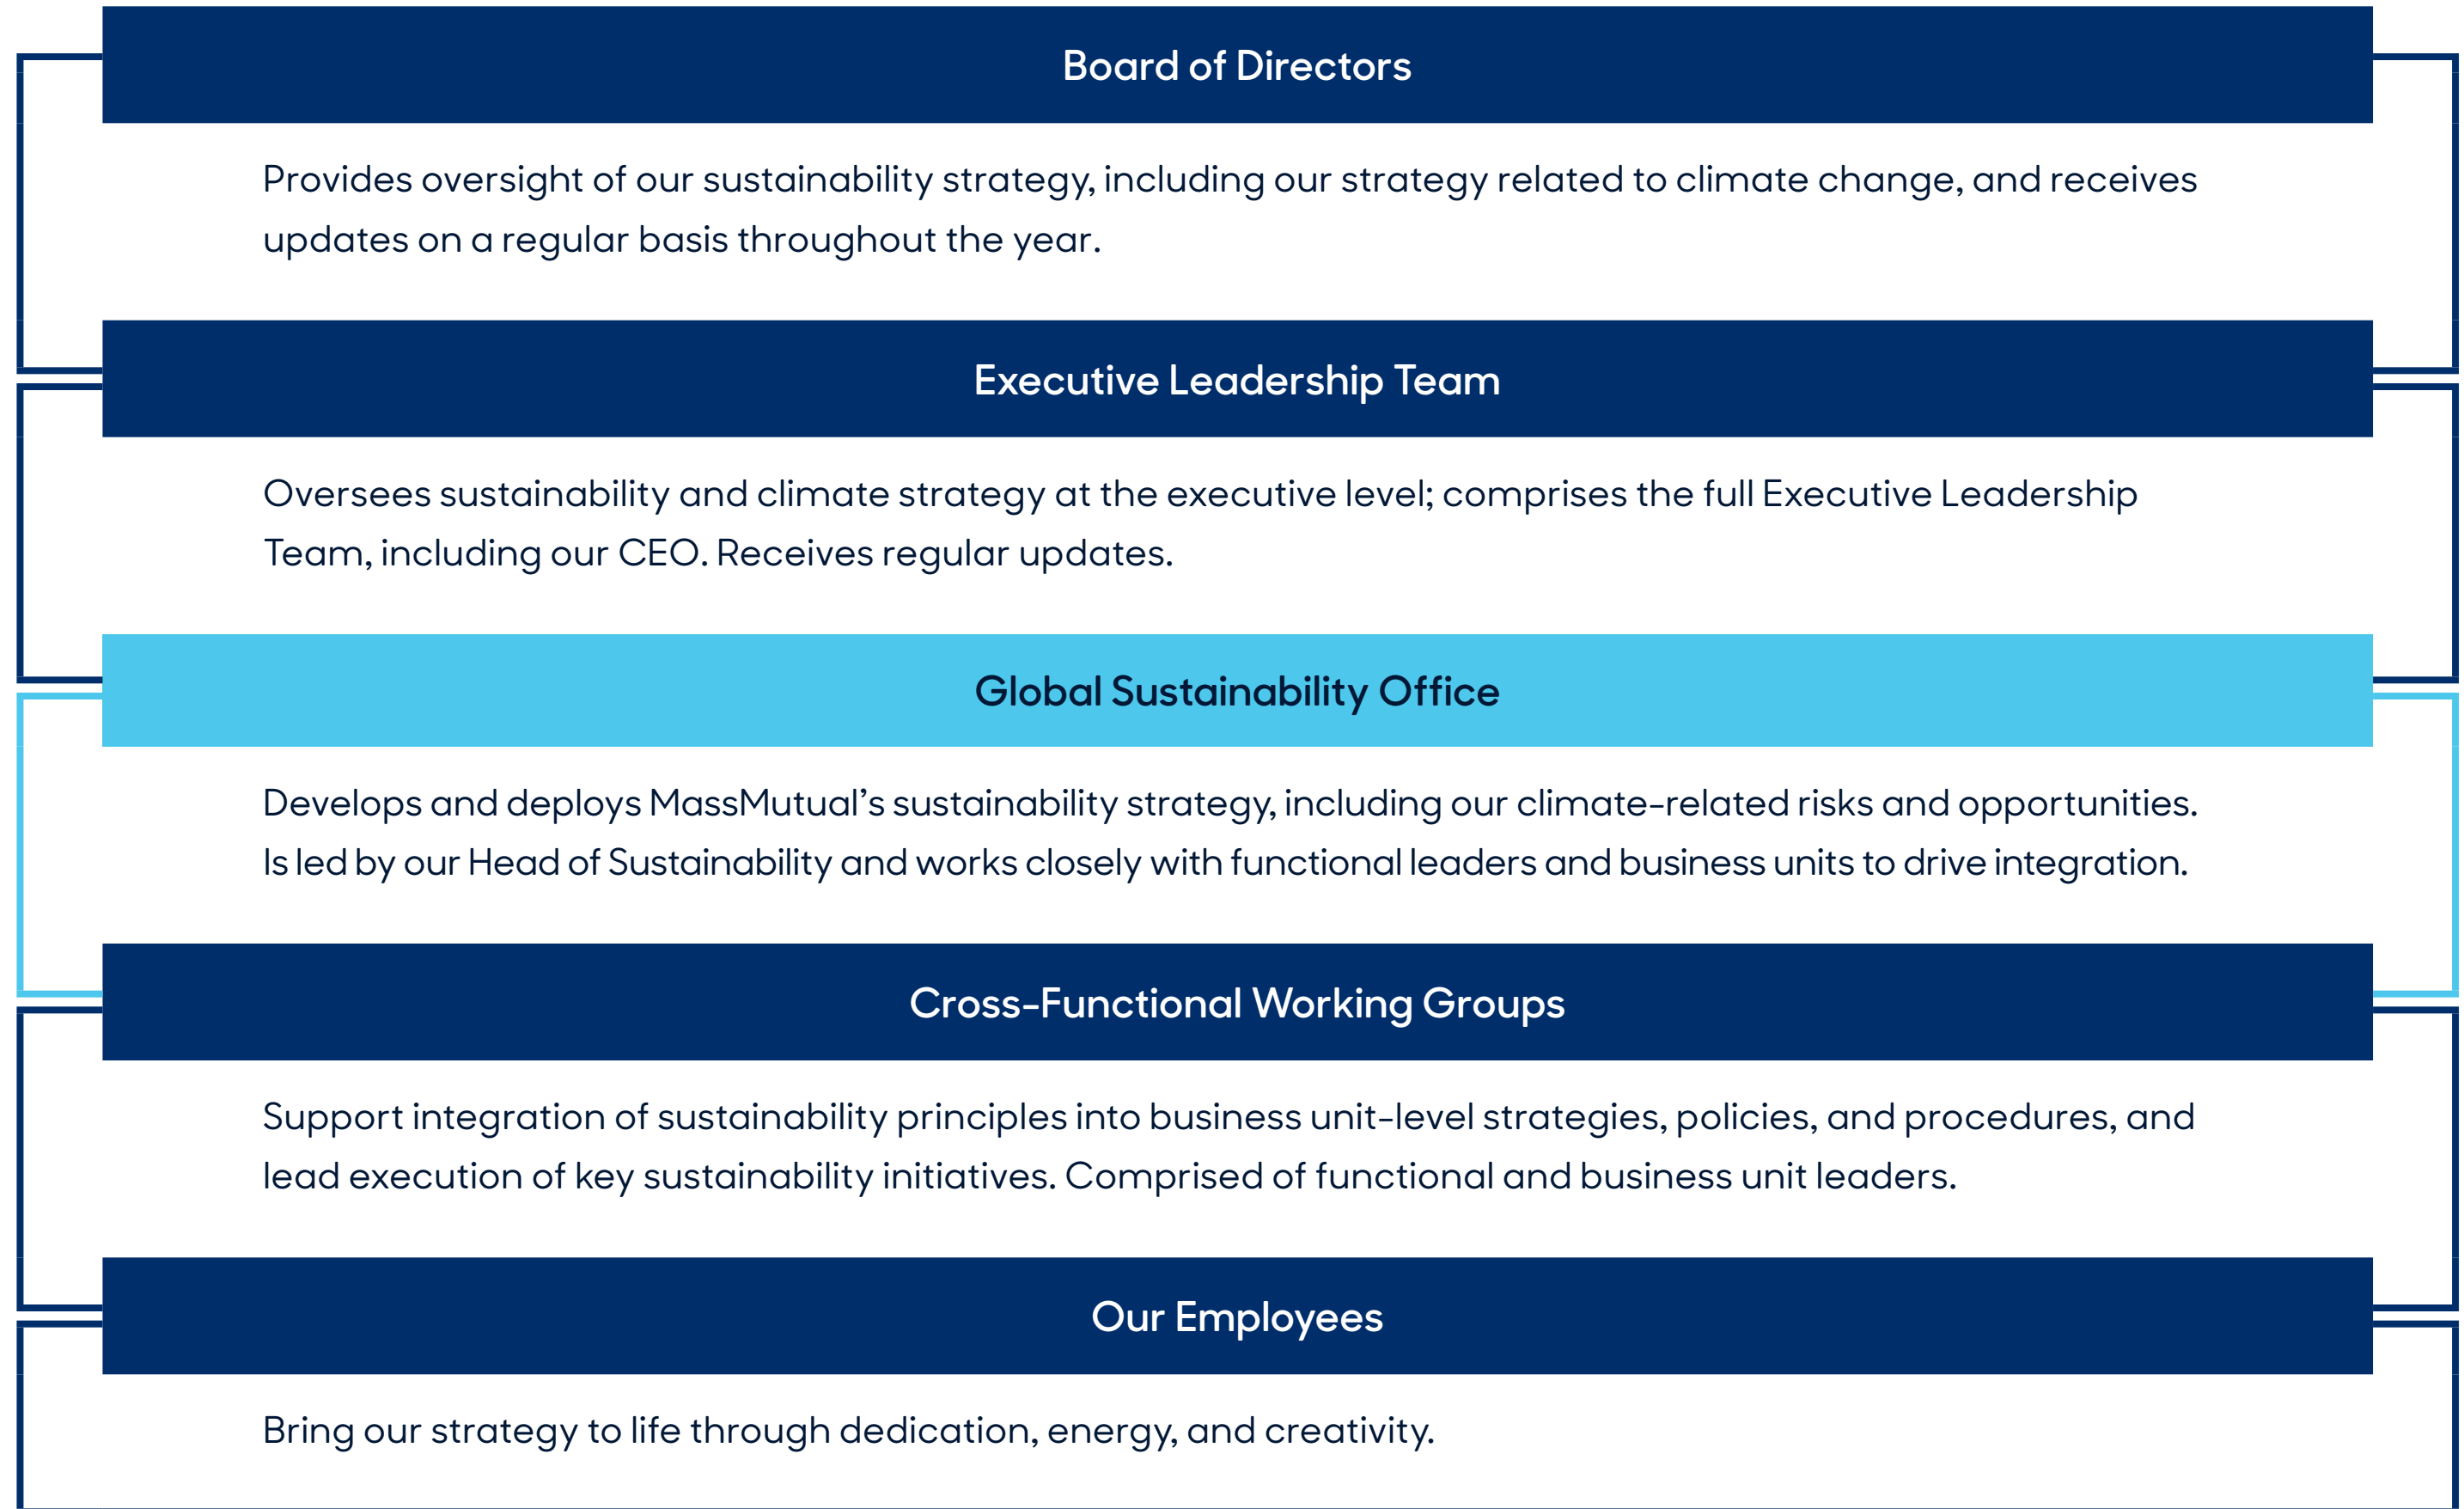 Board of Directors
Provides oversight of our sustainability strategy, including our strategy related to climate change, and receives
updates on a regular basis throughout the year.
Executive Leadership Team
Oversees sustainability and climate strategy at the executive level; comprises the full Executive Leadership
Team, including our CEO. Receives regular updates.
Global Sustainability Office
Develops and deploys MassMutual’s sustainability strategy, including our climate-related risks and opportunities.
Is led by our Head of Sustainability and works closely with functional leaders and business units to drive integration.
Cross-Functional Working Groups
Support integration of sustainability principles into business unit-level strategies, policies, and procedures, and
lead execution of key sustainability initiatives. Comprised of functional and business unit leaders.
Our Employees
Bring our strategy to life through dedication, energy, and creativity.